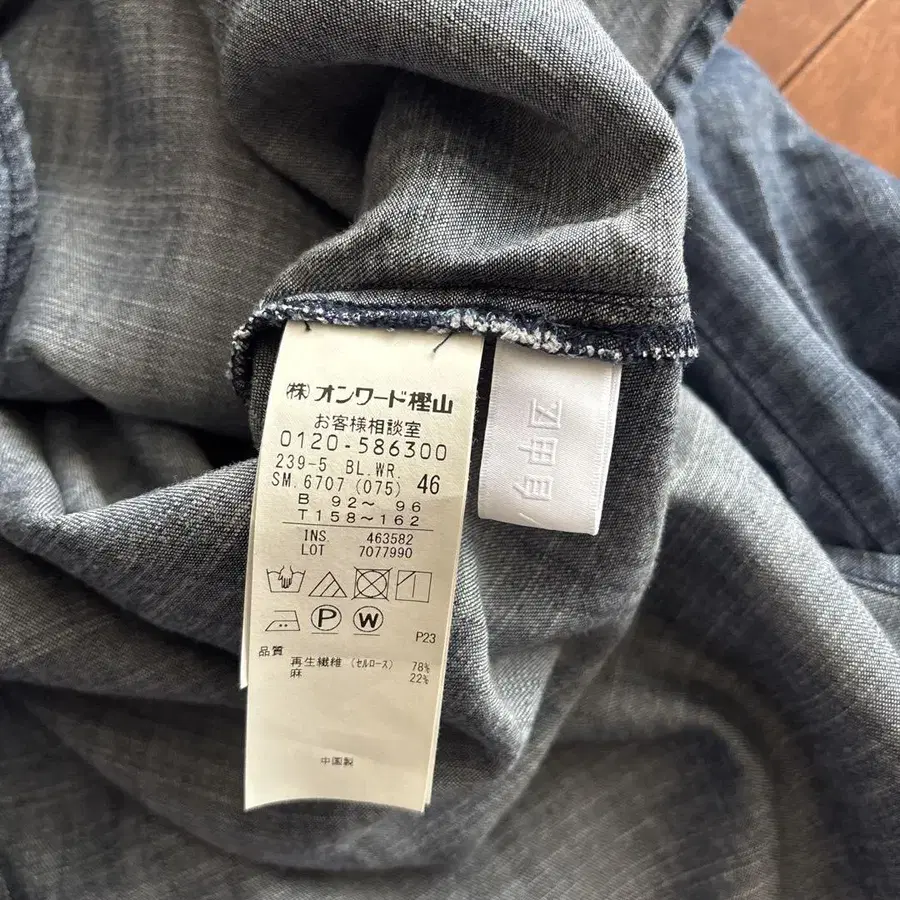 (株)オンワード樫山
お客様相談室
0120-586300
239-5 BL.WR.
SM.6707(075) 46
B 92～ 96
T158～162
INS 463582
LOT 7077990
P
W
P23
品質
再生繊維(セルロース) 78%
麻 22%
中国製